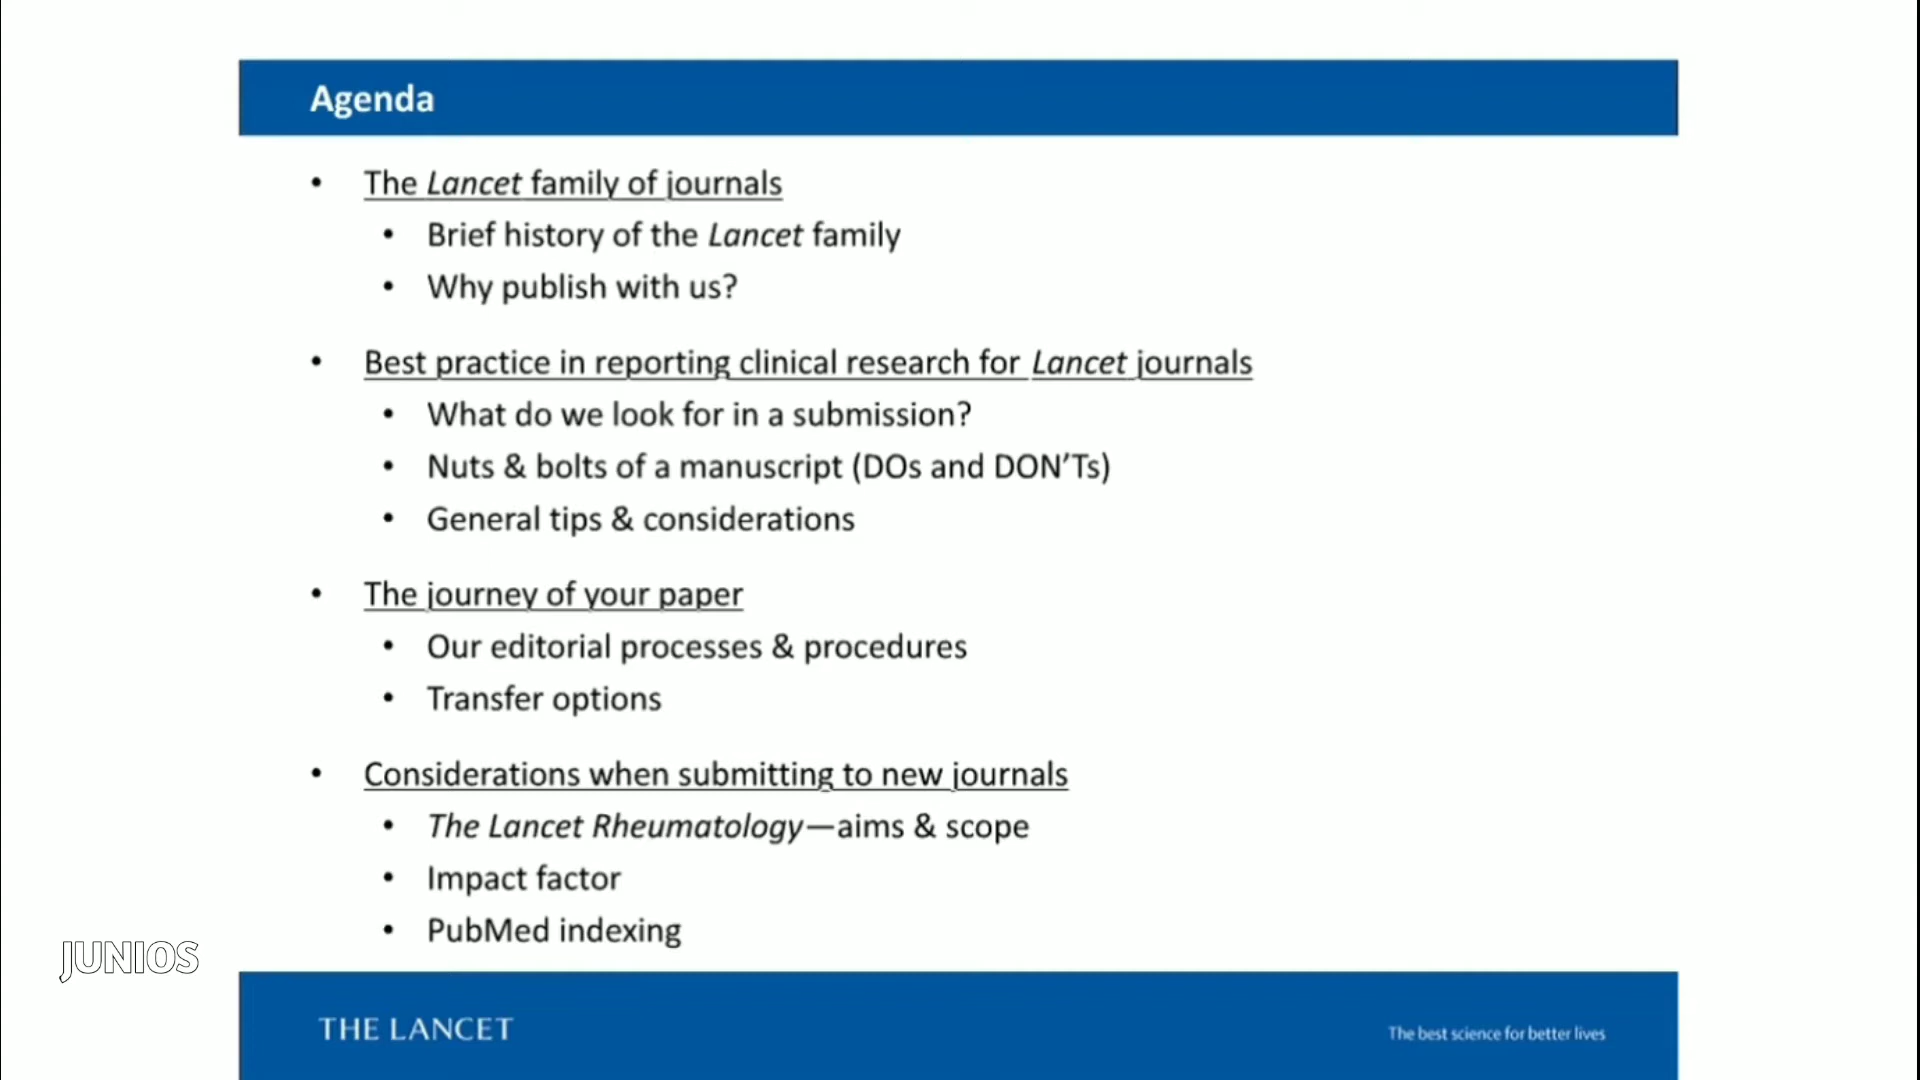 Agenda
• The Lancet family of journals
• Brief history of the Lancet family
• Why publish with us?
• Best practice in reporting clinical research for Lancet journals
• What do we look for in a submission?
• Nuts & bolts of a manuscript (DOs and DON’Ts)
• General tips & considerations
• The journey of your paper
• Our editorial processes & procedures
• Transfer options
• Considerations when submitting to new journals
• The Lancet Rheumatology—aims & scope
• Impact factor
• PubMed indexing
JUNIOS
THE LANCET
The best science for better lives